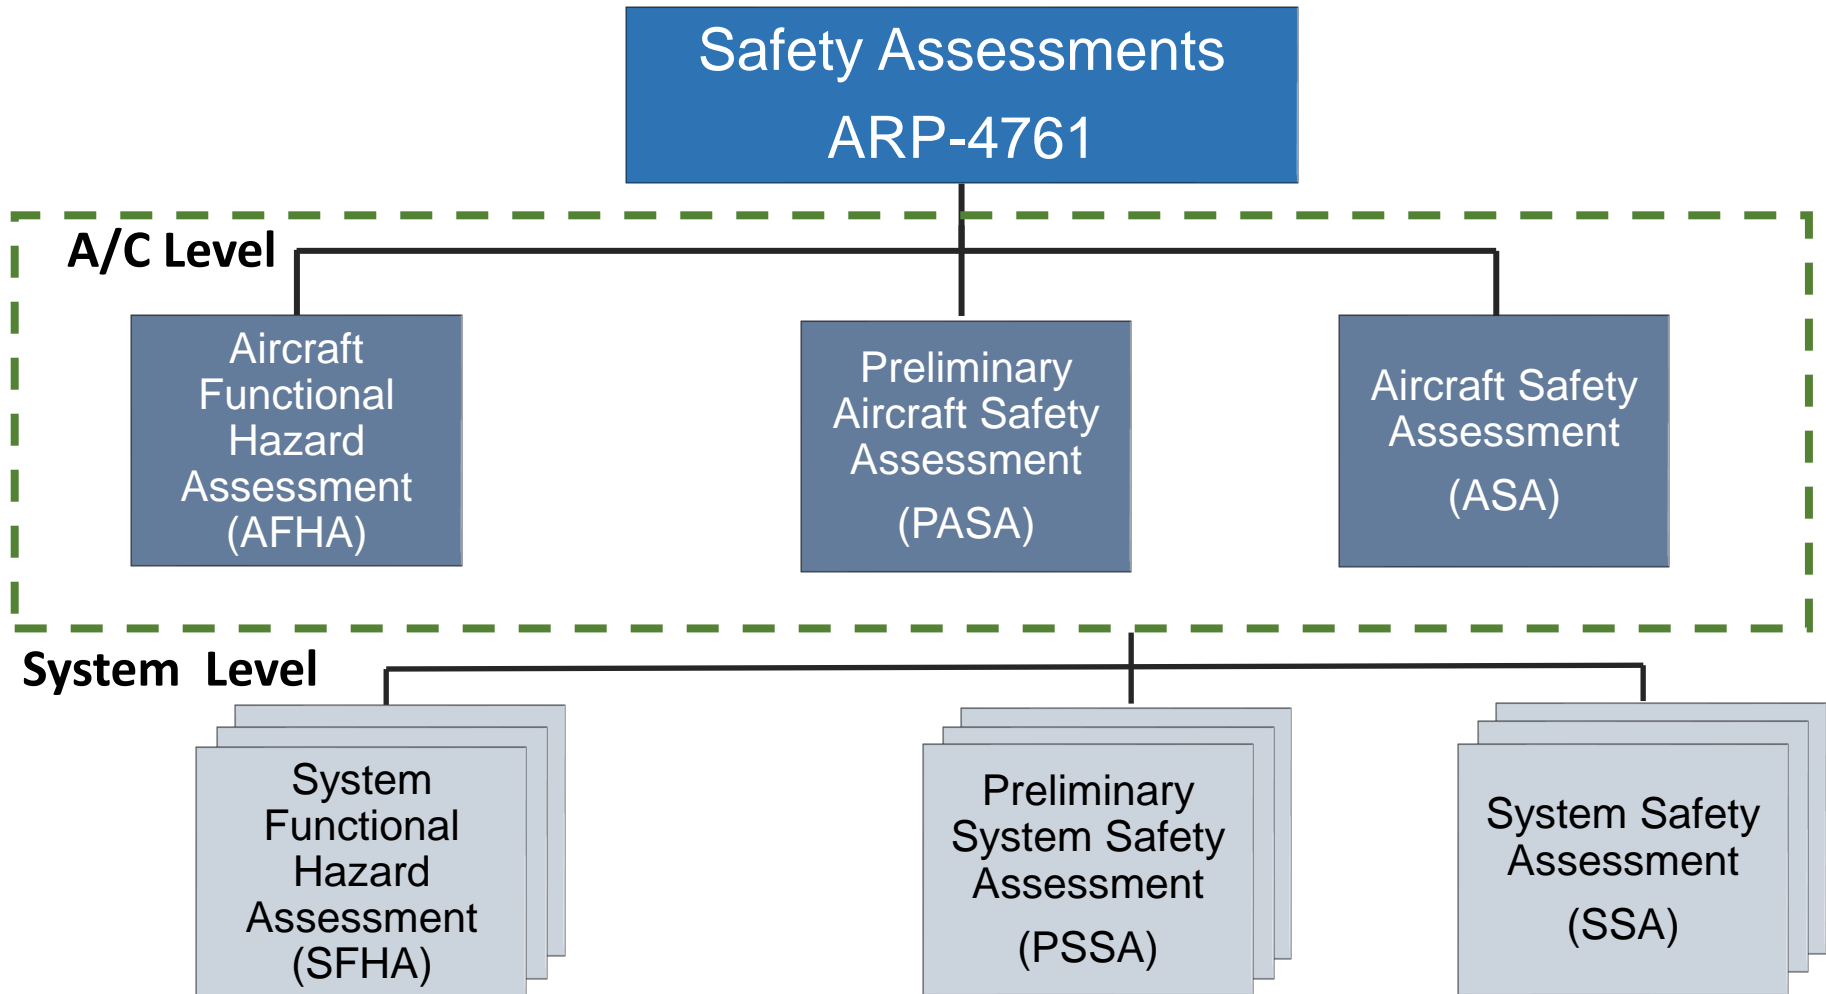 Safety Assessments
ARP-4761
A/C Level
Aircraft
Functional
Hazard
Assessment
(AFHA)
Preliminary
Aircraft Safety
Assessment
(PASA)
Aircraft Safety
Assessment
(ASA)
System Level
System
Functional
Hazard
Assessment
(SFHA)
Preliminary
System Safety
Assessment
(PSSA)
System Safety
Assessment
(SSA)